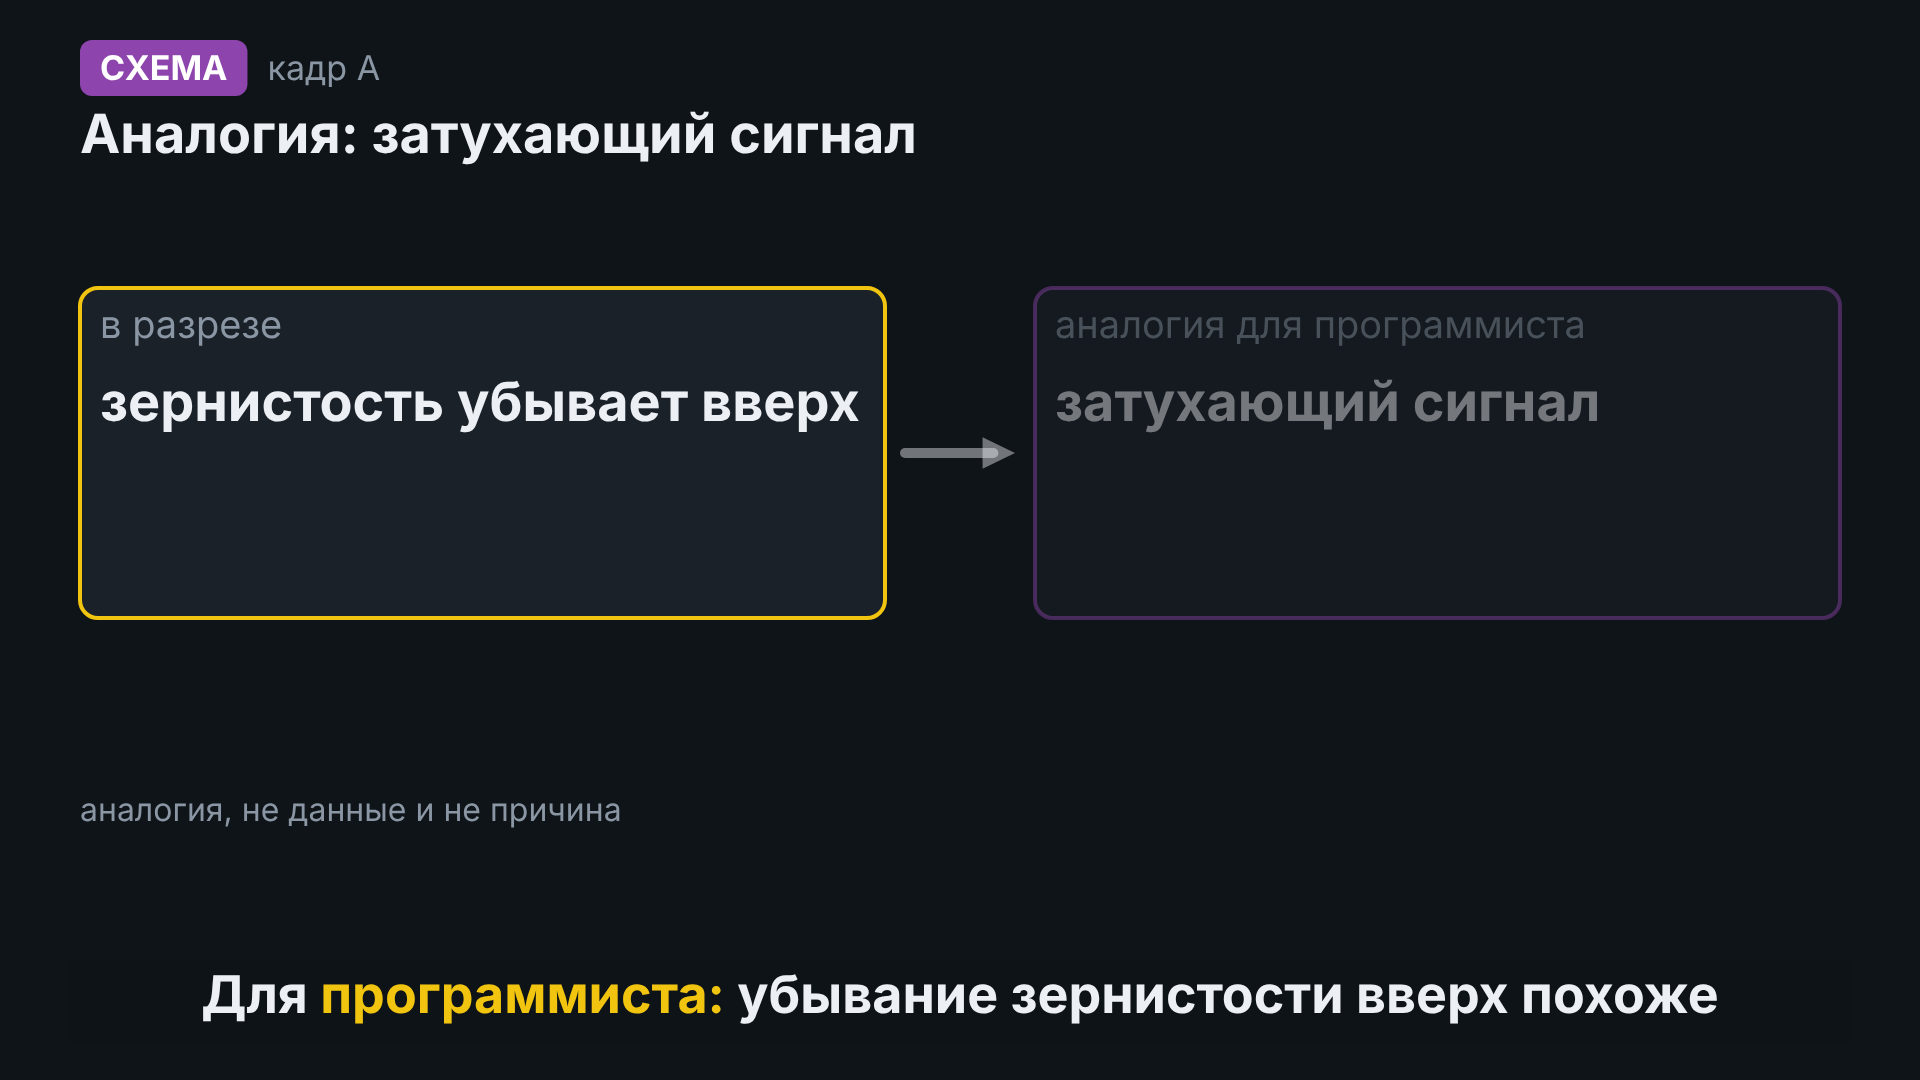 СХЕМА кадр А
Аналогия: затухающий сигнал
в разрезе
зернистость убывает вверх
аналогия для программиста
затухающий сигнал
аналогия, не данные и не причина
Для программиста: убывание зернистости вверх похоже